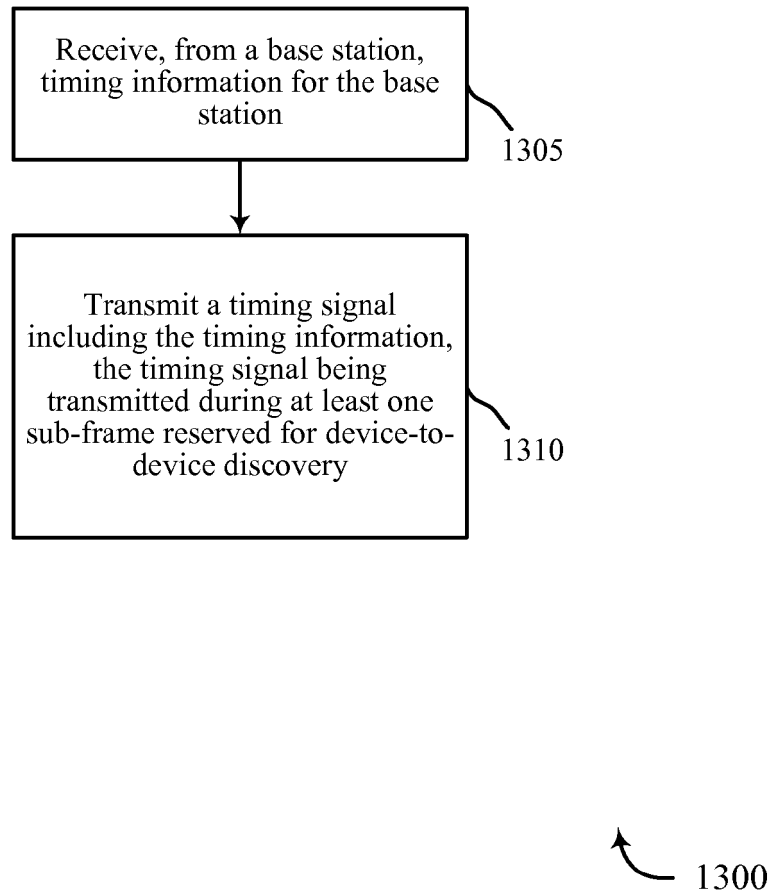 Receive, from a base station,
timing information for the base
station
1305
Transmit a timing signal
including the timing information,
the timing signal being
transmitted during at least one
sub-frame reserved for device-to-
device discovery
1310
1300